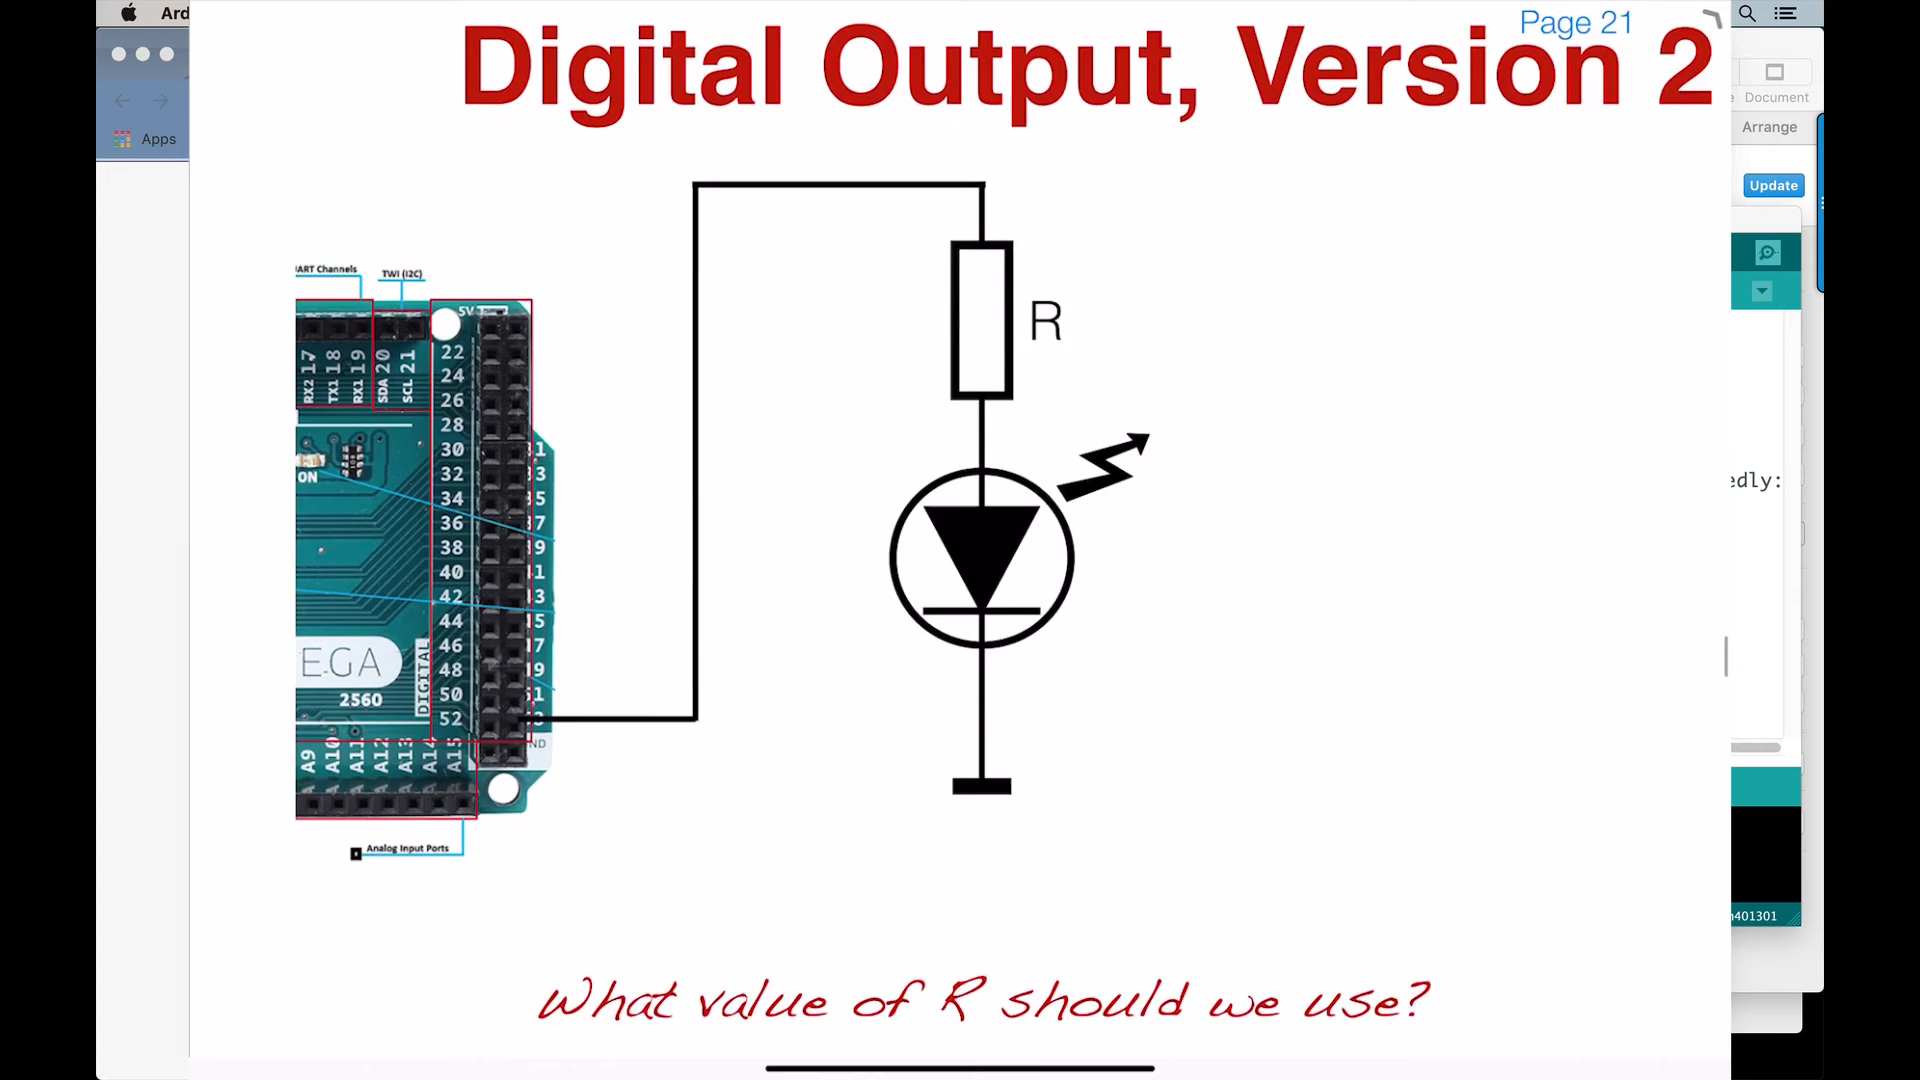 Ard
Page 21
Digital Output, Version 2
Document
Arrange
Apps
Update
UART Channels
TWI (I2C)
5V
RX2 17
TX1 18
RX1 19
SDA 20
SCL 21
22
24
26
28
30
32
34
36
38
40
42
44
46
48
50
52
R
edly:
ON
EGA
2560
DIGITAL
A9
A10
A11
A12
A13
A14
A15
Analog Input Ports
401301
What value of R should we use?